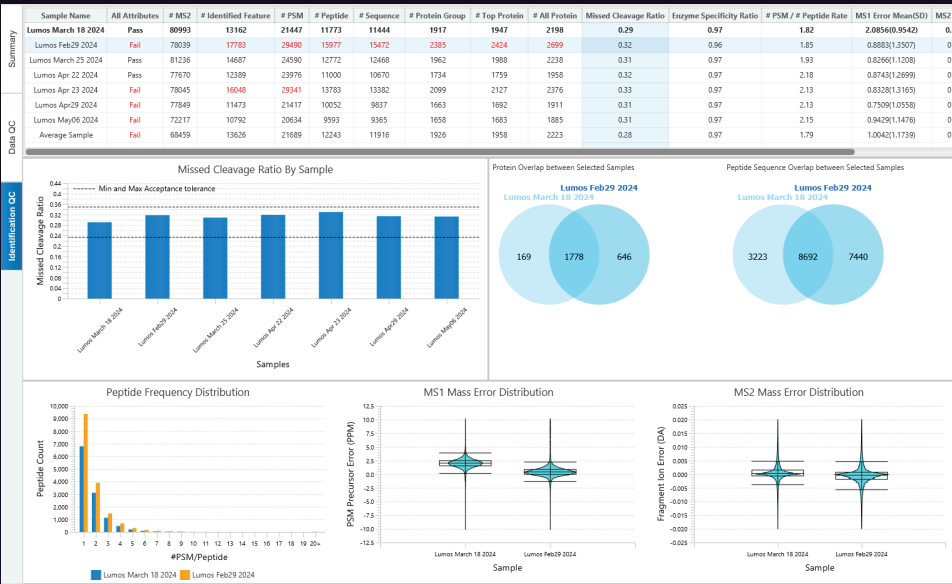 Sample Name All Attributes # MS2 # Identified Feature # PSM # Peptide # Sequence # Protein Group # Top Protein # All Protein Missed Cleavage Ratio Enzyme Specificity Ratio # PSM / # Peptide Rate MS1 Error Mean(SD) MS2
Lumos March 18 2024 Pass 80993 13162 21447 11773 11444 1917 1947 2198 0.29 0.97 1.82 2.0856(0.9542) 0
Lumos Feb29 2024 Fail 78039 17783 29490 15977 15472 2385 2424 2699 0.32 0.96 1.85 0.8883(1.3507) 0
Lumos March 25 2024 Pass 81236 14687 24590 12772 12468 1962 1988 2238 0.31 0.97 1.93 0.8266(1.1208) 0
Lumos Apr 22 2024 Pass 77670 12389 23976 11000 10670 1734 1759 1958 0.32 0.97 2.18 0.8743(1.2699) 0
Lumos Apr 23 2024 Fail 78045 16048 29341 13783 13382 2099 2127 2376 0.33 0.97 2.13 0.8328(1.3165) 0
Lumos Apr29 2024 Fail 77849 11473 21417 10052 9837 1663 1692 1911 0.31 0.97 2.13 0.7509(1.0558) 0
Lumos May06 2024 Fail 72217 10792 20634 9593 9365 1658 1683 1885 0.31 0.97 2.15 0.9429(1.1476) 0
Average Sample Fail 68459 13626 21689 12243 11916 1926 1958 2223 0.28 0.97 1.79 1.0042(1.1739) 0
Summary
Data QC
Identification QC
Missed Cleavage Ratio By Sample
Min and Max Acceptance tolerance
Missed Cleavage Ratio
0.44
0.4
0.36
0.32
0.28
0.24
0.2
0.16
0.12
0.08
0.04
0
Lumos March 18 2024
Lumos Feb29 2024
Lumos March 25 2024
Lumos Apr 22 2024
Lumos Apr 23 2024
Lumos Apr29 2024
Lumos May06 2024
Samples
Protein Overlap between Selected Samples
Lumos Feb29 2024
Lumos March 18 2024
169 1778 646
Peptide Sequence Overlap between Selected Samples
Lumos Feb29 2024
Lumos March 18 2024
3223 8692 7440
Peptide Frequency Distribution
Peptide Count
10,000
9,000
8,000
7,000
6,000
5,000
4,000
3,000
2,000
1,000
0
1 2 3 4 5 6 7 8 9 10 11 12 13 14 15 16 17 18 19 20+
#PSM/Peptide
Lumos March 18 2024 Lumos Feb29 2024
MS1 Mass Error Distribution
PSM Precursor Error (PPM)
12.5
10.0
7.5
5.0
2.5
0.0
-2.5
-5.0
-7.5
-10.0
-12.5
Lumos March 18 2024 Lumos Feb29 2024
Sample
MS2 Mass Error Distribution
Fragment Ion Error (DA)
0.025
0.020
0.015
0.010
0.005
0.000
-0.005
-0.010
-0.015
-0.020
-0.025
Lumos March 18 2024 Lumos Feb29 2024
Sample